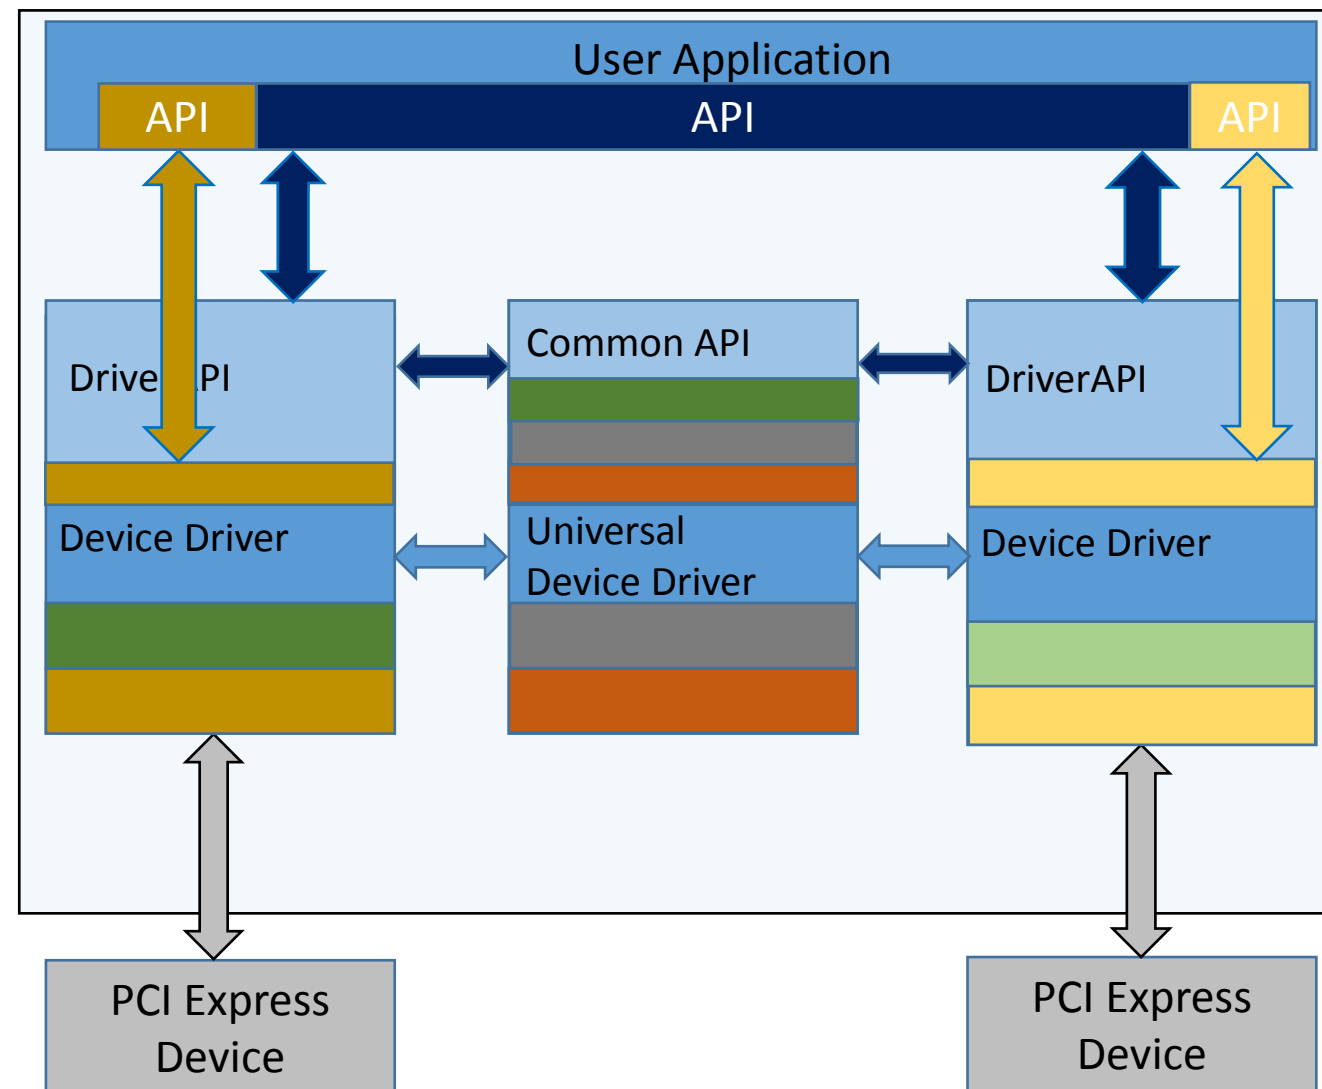 User Application
API
API
API
Drive PI
Common API
DriverAPI
Device Driver
Universal
Device Driver
Device Driver
PCI Express
Device
PCI Express
Device